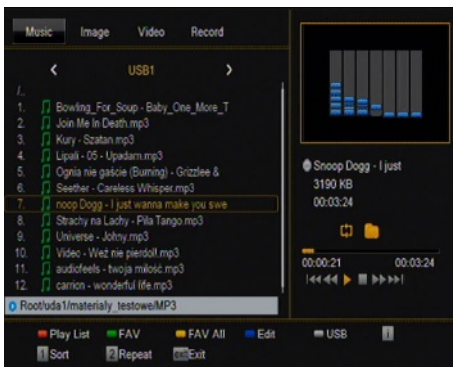 Music Image Video Record
USB1
/..
1. Bowling_For_Soup - Baby_One_More_T
2. Join Me In Death.mp3
3. Kury - Szatan.mp3
4. Lipali - 05 - Upadam.mp3
5. Ognia nie gaście (Burning) - Grizzlee &
6. Seether - Careless Whisper.mp3
7. noop Dogg - I just wanna make you swe
8. Strachy na Lachy - Pila Tango.mp3
9. Universe - Johny.mp3
10. Video - Weź nie pierdol!.mp3
11. audiofeels - twoja miłość.mp3
12. carrion - wonderful life.mp3
Root/uda1/materialy_testowe/MP3
Snoop Dogg - I just
3190 KB
00:03:24
00:00:21 00:03:24
Play List FAV FAV All Edit USB i
1 Sort 2 Repeat EXIT Exit